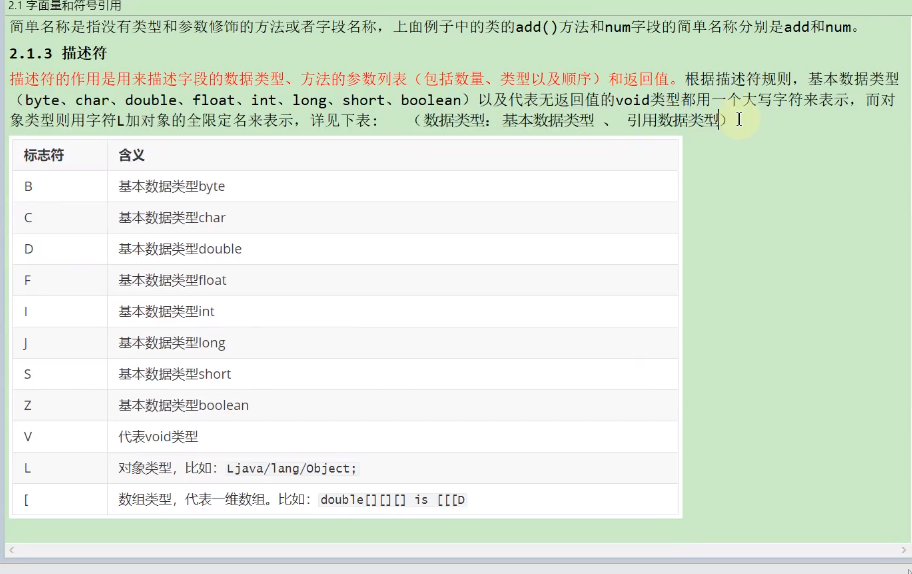 2.1 字面量和符号引用
简单名称是指没有类型和参数修饰的方法或者字段名称，上面例子中的类的add()方法和num字段的简单名称分别是add和num。
2.1.3 描述符
描述符的作用是用来描述字段的数据类型、方法的参数列表（包括数量、类型以及顺序）和返回值。根据描述符规则，基本数据类型
（byte、char、double、float、int、long、short、boolean）以及代表无返回值的void类型都用一个大写字符来表示，而对
象类型则用字符L加对象的全限定名来表示，详见下表: （数据类型：基本数据类型 、 引用数据类型）
标志符 含义
B 基本数据类型byte
C 基本数据类型char
D 基本数据类型double
F 基本数据类型float
I 基本数据类型int
J 基本数据类型long
S 基本数据类型short
Z 基本数据类型boolean
V 代表void类型
L 对象类型，比如：Ljava/lang/Object;
[ 数组类型，代表一维数组。比如：double[][][] is [[[D